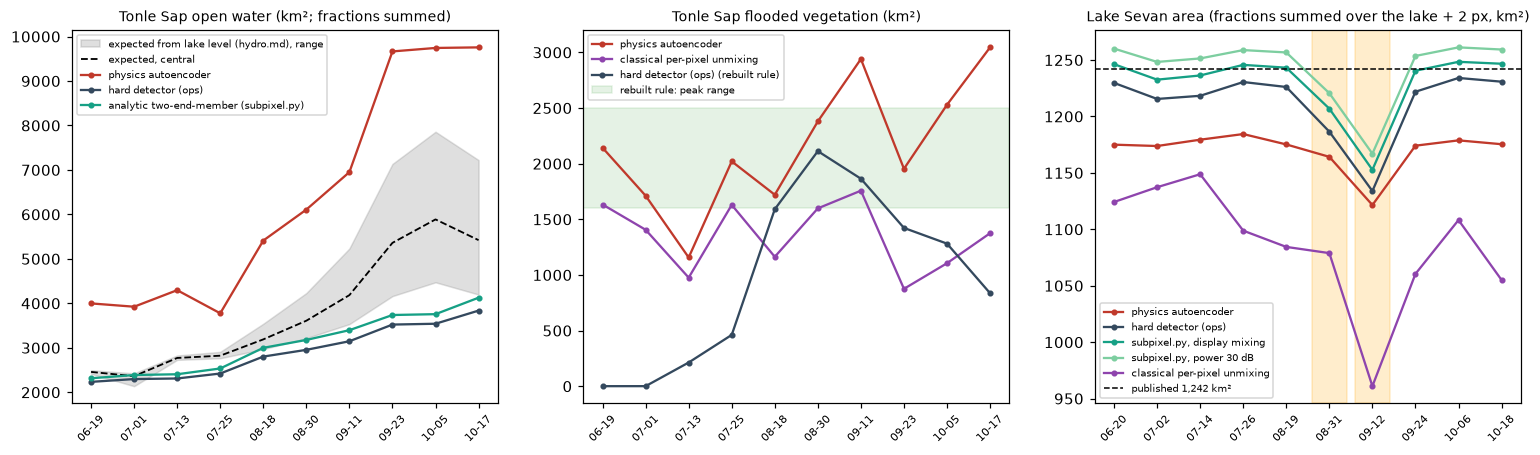 Tonle Sap open water (km²; fractions summed)
10000
9000
8000
7000
6000
5000
4000
3000
2000
expected from lake level (hydro.md), range
expected, central
physics autoencoder
hard detector (ops)
analytic two-end-member (subpixel.py)
06-19
07-01
07-13
07-25
08-18
08-30
09-11
09-23
10-05
10-17
Tonle Sap flooded vegetation (km²)
3000
2500
2000
1500
1000
500
0
physics autoencoder
classical per-pixel unmixing
hard detector (ops) (rebuilt rule)
rebuilt rule: peak range
06-19
07-01
07-13
07-25
08-18
08-30
09-11
09-23
10-05
10-17
Lake Sevan area (fractions summed over the lake + 2 px, km²)
1250
1200
1150
1100
1050
1000
950
physics autoencoder
hard detector (ops)
subpixel.py, display mixing
subpixel.py, power 30 dB
classical per-pixel unmixing
published 1,242 km²
06-20
07-02
07-14
07-26
08-19
08-31
09-12
09-24
10-06
10-18